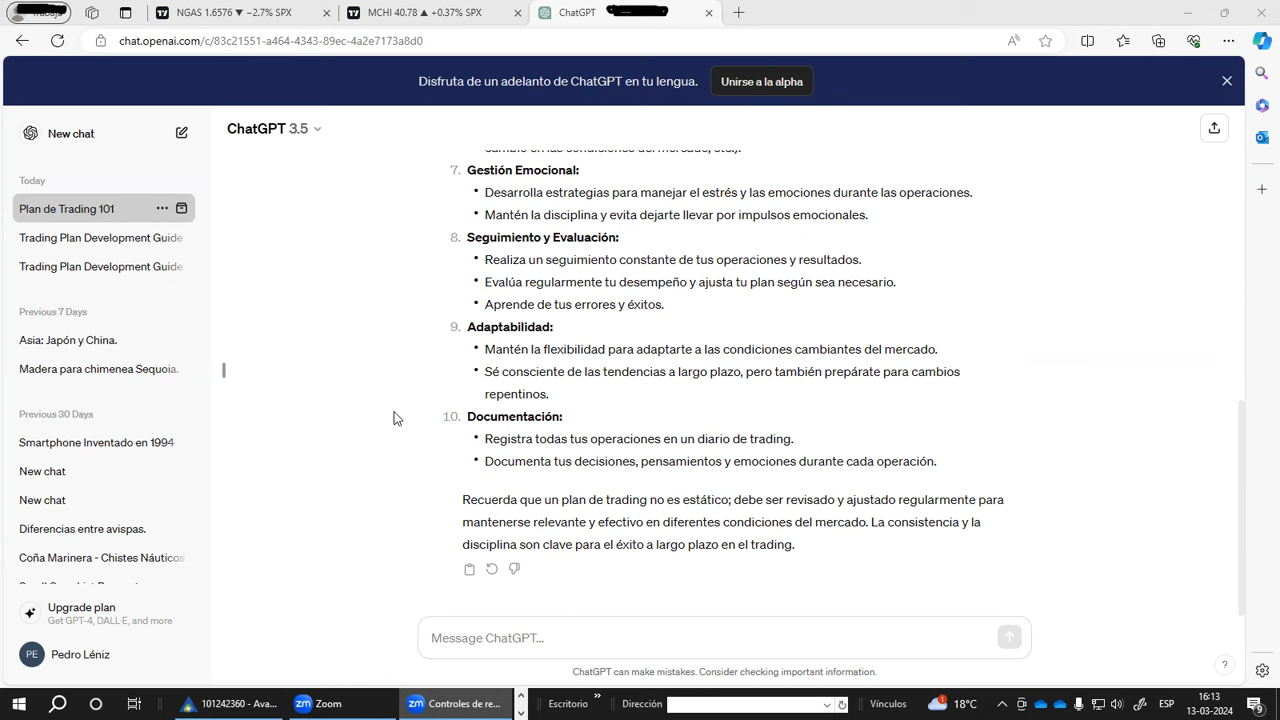 NGAS 1.6576 ▼ −2.7% SPX
MCHI 40.78 ▲ +0.37% SPX
ChatGPT
chat.openai.com/c/83c21551-a464-4343-89ec-4a2e7173a8d0
Disfruta de un adelanto de ChatGPT en tu lengua.
Unirse a la alpha
New chat
Today
Plan de Trading 101
Trading Plan Development Guide
Trading Plan Development Guide
Previous 7 Days
Asia: Japón y China.
Madera para chimenea Sequoia.
Previous 30 Days
Smartphone Inventado en 1994
New chat
New chat
Diferencias entre avispas.
Coña Marinera - Chistes Náuticos
Upgrade plan
Get GPT-4, DALL·E, and more
PE
Pedro Léniz
ChatGPT 3.5
cambio en las condiciones del mercado, etc.).
7. Gestión Emocional:
• Desarrolla estrategias para manejar el estrés y las emociones durante las operaciones.
• Mantén la disciplina y evita dejarte llevar por impulsos emocionales.
8. Seguimiento y Evaluación:
• Realiza un seguimiento constante de tus operaciones y resultados.
• Evalúa regularmente tu desempeño y ajusta tu plan según sea necesario.
• Aprende de tus errores y éxitos.
9. Adaptabilidad:
• Mantén la flexibilidad para adaptarte a las condiciones cambiantes del mercado.
• Sé consciente de las tendencias a largo plazo, pero también prepárate para cambios
repentinos.
10. Documentación:
• Registra todas tus operaciones en un diario de trading.
• Documenta tus decisiones, pensamientos y emociones durante cada operación.
Recuerda que un plan de trading no es estático; debe ser revisado y ajustado regularmente para
mantenerse relevante y efectivo en diferentes condiciones del mercado. La consistencia y la
disciplina son clave para el éxito a largo plazo en el trading.
Message ChatGPT...
ChatGPT can make mistakes. Consider checking important information.
?
101242360 - Ava...
zm Zoom
zm Controles de re...
Escritorio
Dirección
Vínculos
18°C
ESP
16:13
13-03-2024